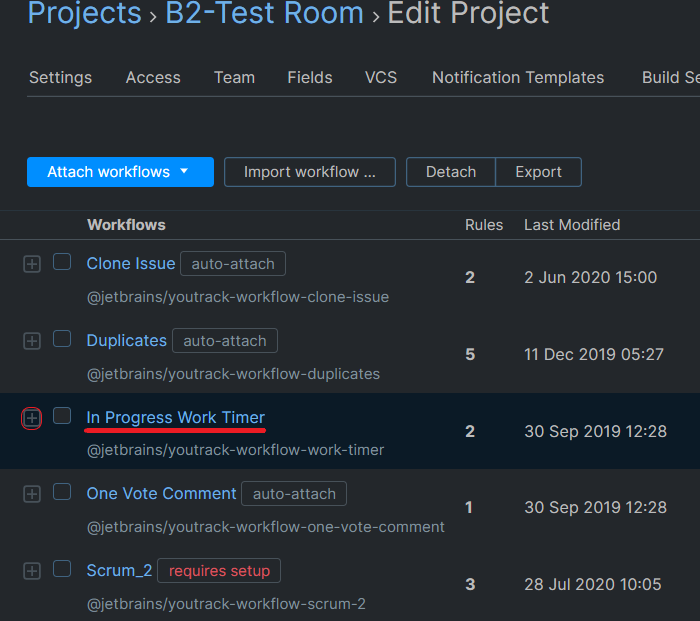 Projects › B2-Test Room › Edit Project
Settings Access Team Fields VCS Notification Templates Build Se
Attach workflows Import workflow ... Detach Export
Workflows Rules Last Modified
Clone Issue auto-attach 2 2 Jun 2020 15:00
@jetbrains/youtrack-workflow-clone-issue
Duplicates auto-attach 5 11 Dec 2019 05:27
@jetbrains/youtrack-workflow-duplicates
In Progress Work Timer 2 30 Sep 2019 12:28
@jetbrains/youtrack-workflow-work-timer
One Vote Comment auto-attach 1 30 Sep 2019 12:28
@jetbrains/youtrack-workflow-one-vote-comment
Scrum_2 requires setup 3 28 Jul 2020 10:05
@jetbrains/youtrack-workflow-scrum-2